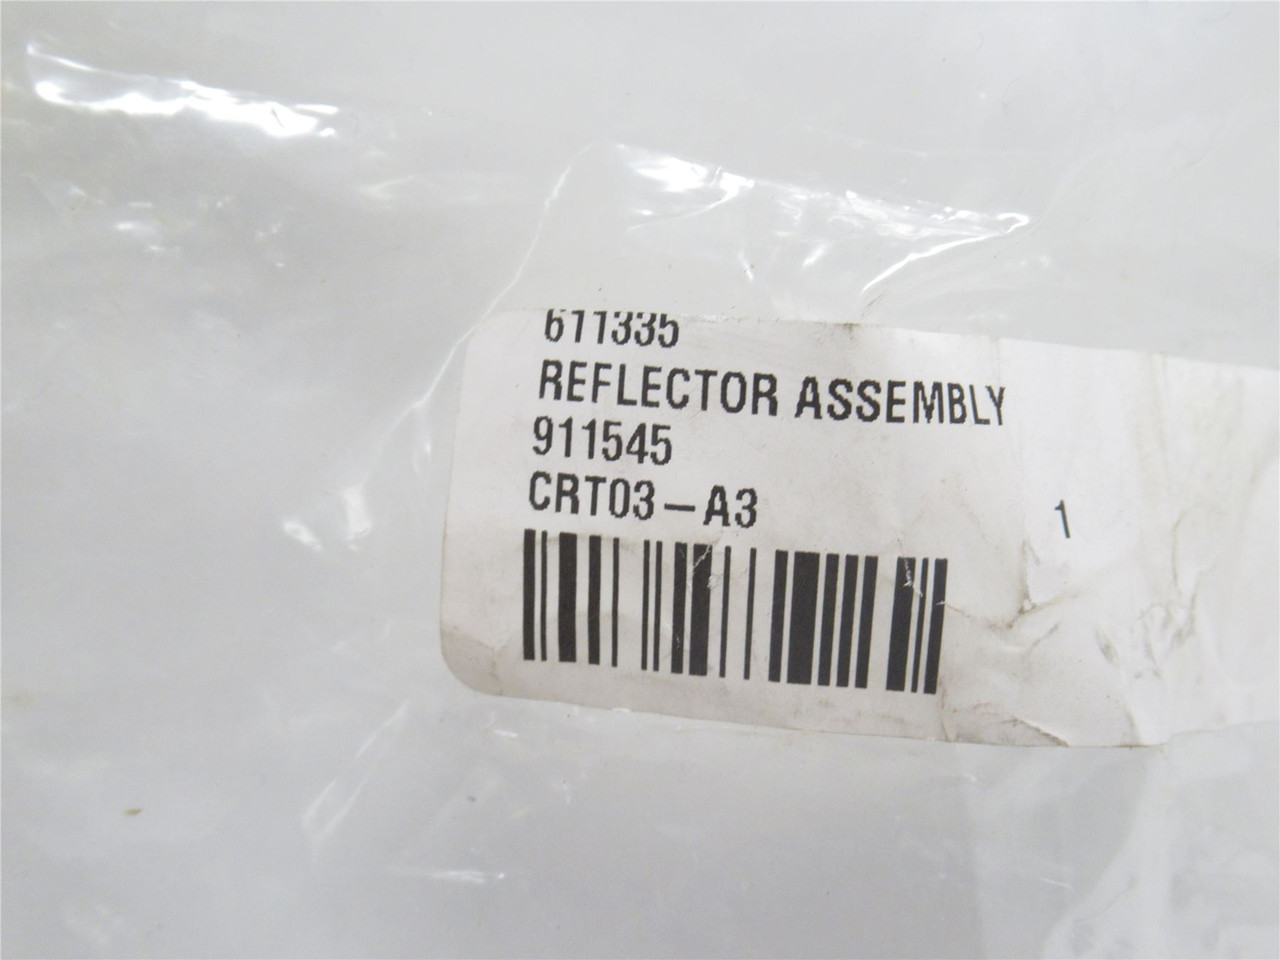 611335
REFLECTOR ASSEMBLY
911545
CRT03-A3
1